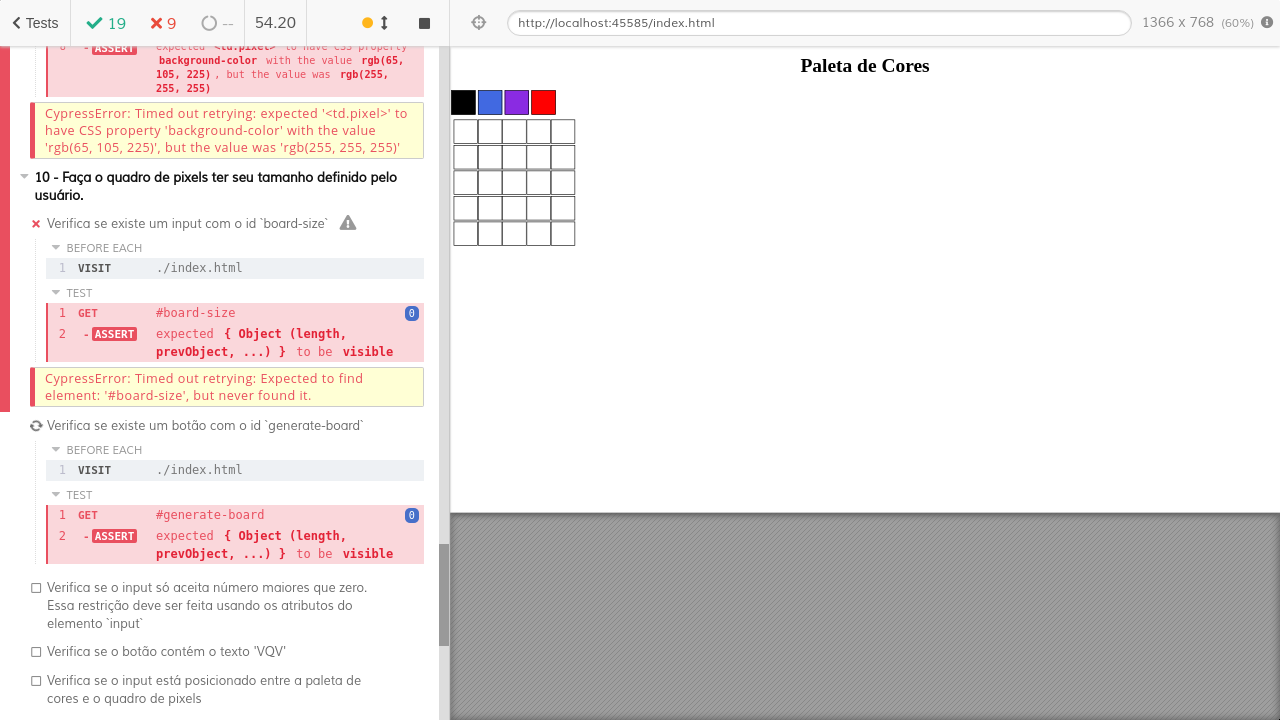 Tests
19
9
--
54.20
http://localhost:45585/index.html
1366 x 768 (60%)
- ASSERT expected <td.pixel> to have CSS property
background-color with the value rgb(65,
105, 225) , but the value was rgb(255,
255, 255)
CypressError: Timed out retrying: expected '<td.pixel>' to
have CSS property 'background-color' with the value
'rgb(65, 105, 225)', but the value was 'rgb(255, 255, 255)'
10 - Faça o quadro de pixels ter seu tamanho definido pelo
usuário.
Verifica se existe um input com o id `board-size`
BEFORE EACH
1 VISIT ./index.html
TEST
1 GET #board-size 0
2 - ASSERT expected { Object (length,
prevObject, ...) } to be visible
CypressError: Timed out retrying: Expected to find
element: '#board-size', but never found it.
Verifica se existe um botão com o id `generate-board`
BEFORE EACH
1 VISIT ./index.html
TEST
1 GET #generate-board 0
2 - ASSERT expected { Object (length,
prevObject, ...) } to be visible
Verifica se o input só aceita número maiores que zero.
Essa restrição deve ser feita usando os atributos do
elemento `input`
Verifica se o botão contém o texto 'VQV'
Verifica se o input está posicionado entre a paleta de
cores e o quadro de pixels
Paleta de Cores